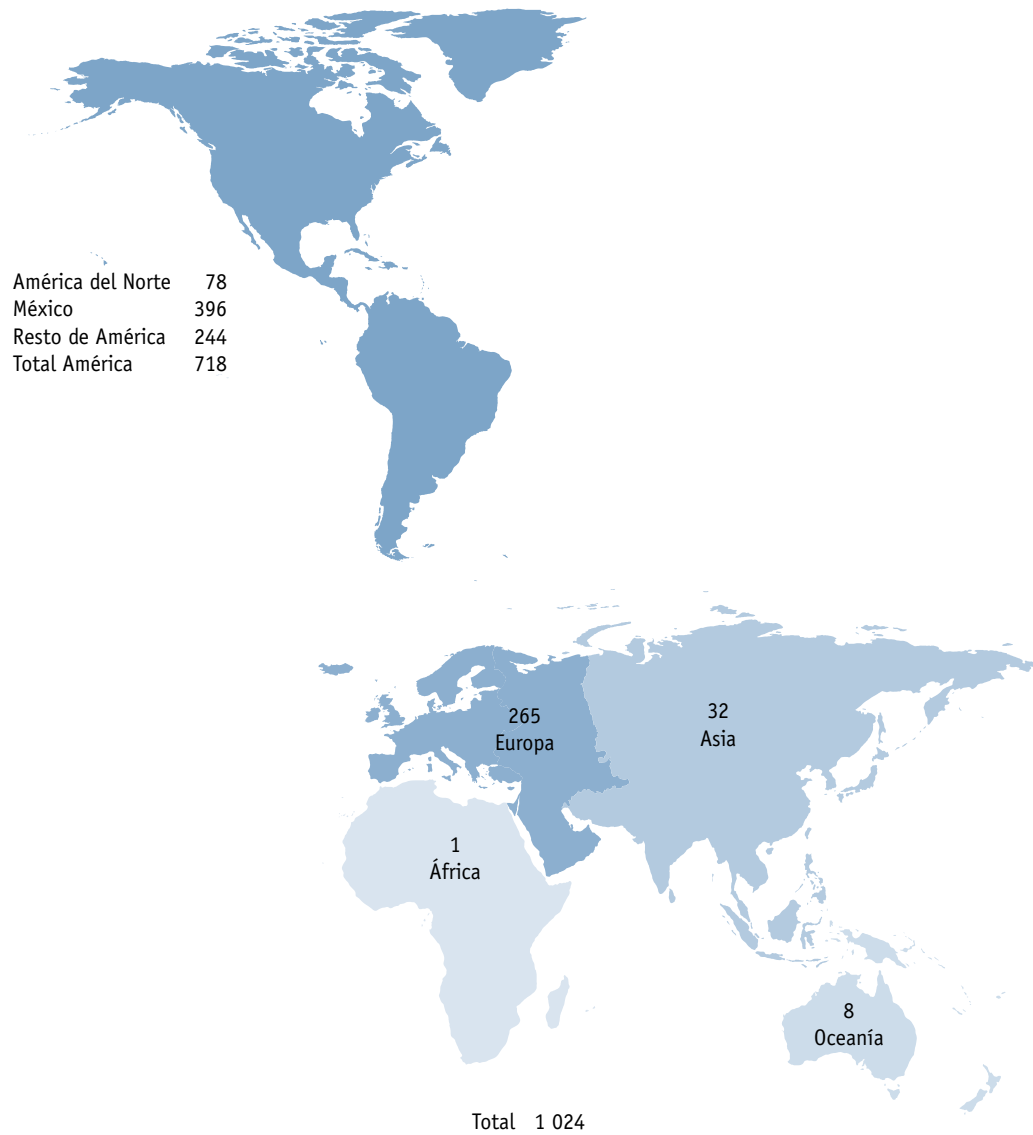 América del Norte 78
México 396
Resto de América 244
Total América 718
265
Europa
32
Asia
1
África
8
Oceanía
Total 1 024